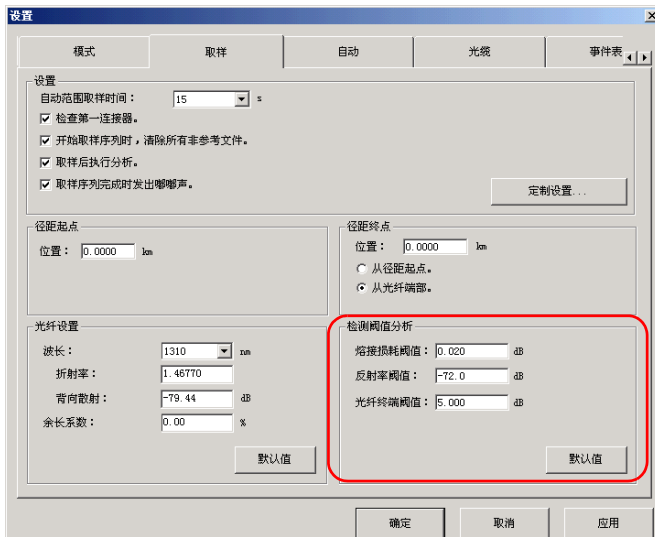 设置
模式
取样
自动
光缆
事件表
设置
自动范围取样时间：
15
s
检查第一连接器。
开始取样序列时，清除所有非参考文件。
取样后执行分析。
取样序列完成时发出嘟嘟声。
定制设置...
径距起点
位置： 0.0000 km
径距终点
位置： 0.0000 km
从径距起点。
从光纤端部。
光纤设置
波长： 1310 nm
折射率： 1.46770
背向散射： -79.44 dB
余长系数： 0.00 %
默认值
检测阈值分析
熔接损耗阈值： 0.020 dB
反射率阈值： -72.0 dB
光纤终端阈值： 5.000 dB
默认值
确定
取消
应用